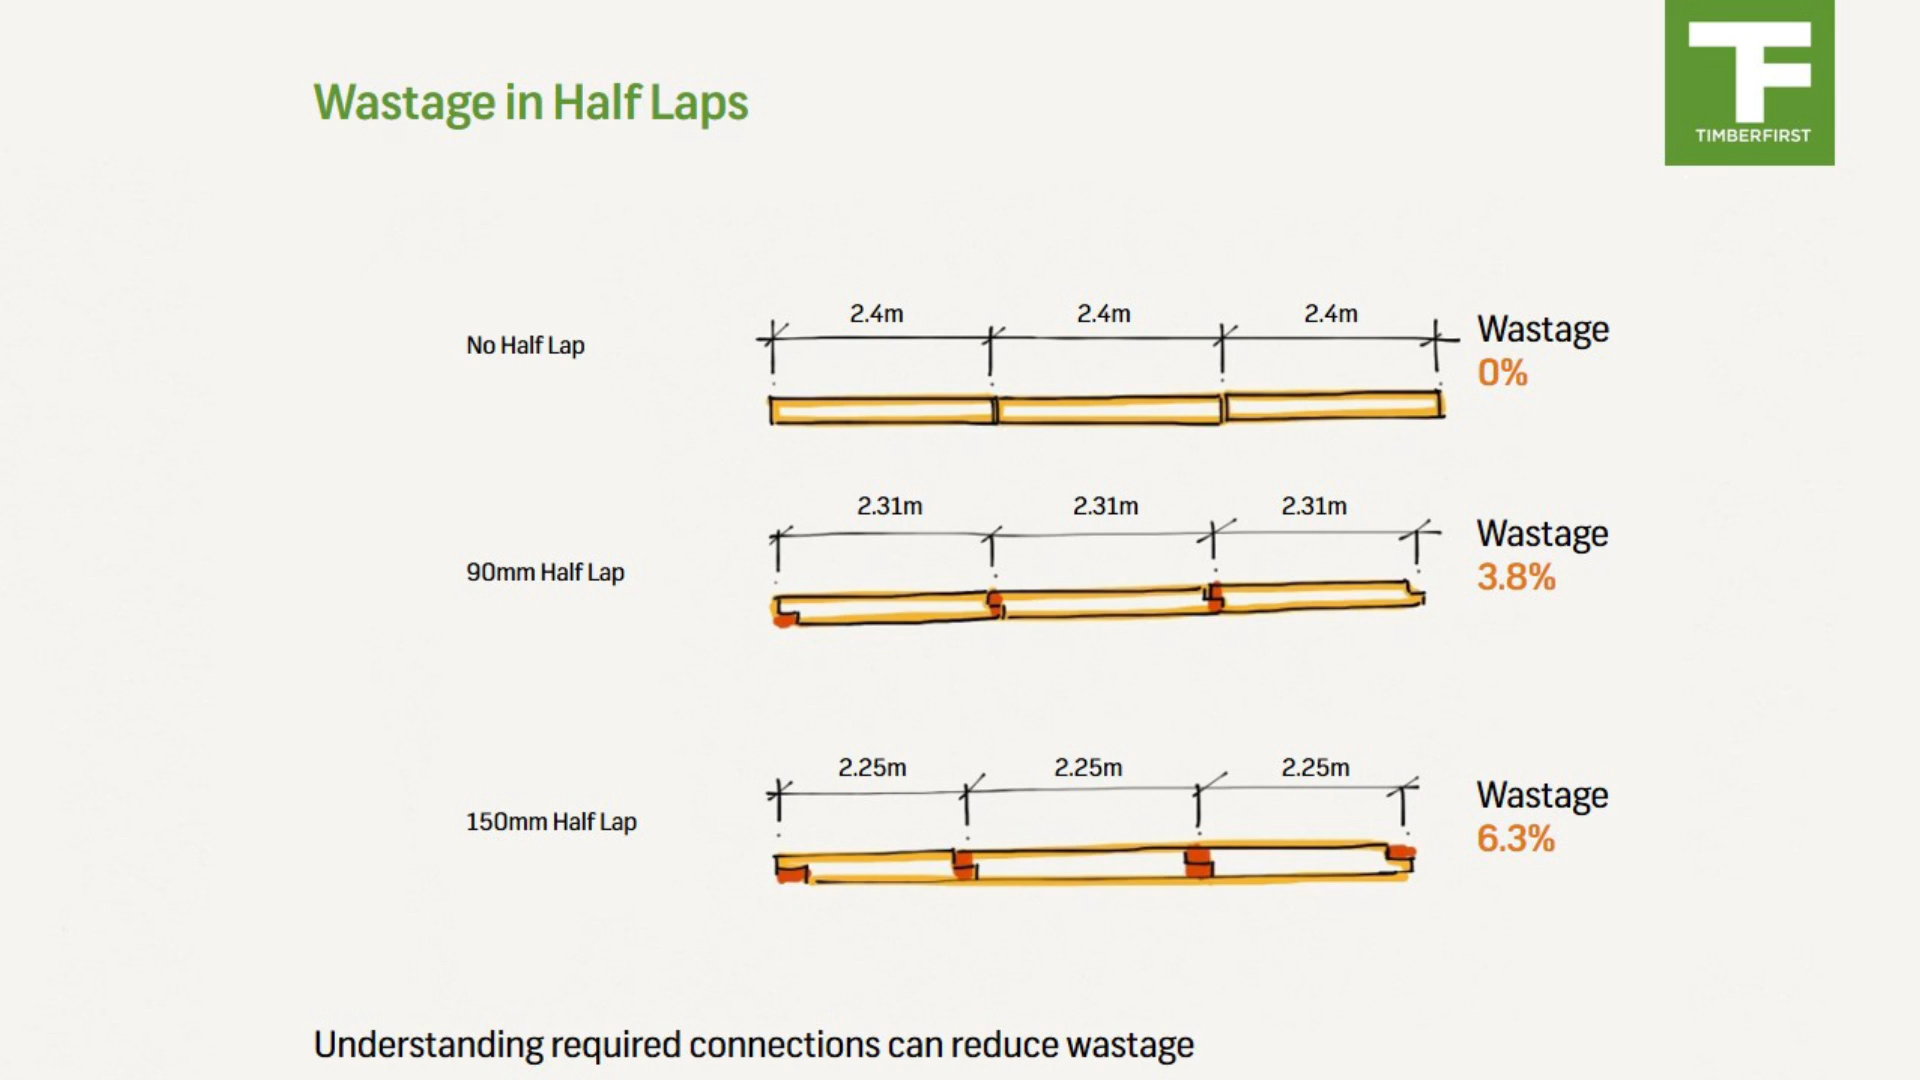 TF
TIMBERFIRST
Wastage in Half Laps
No Half Lap
2.4m 2.4m 2.4m
Wastage
0%
90mm Half Lap
2.31m 2.31m 2.31m
Wastage
3.8%
150mm Half Lap
2.25m 2.25m 2.25m
Wastage
6.3%
Understanding required connections can reduce wastage